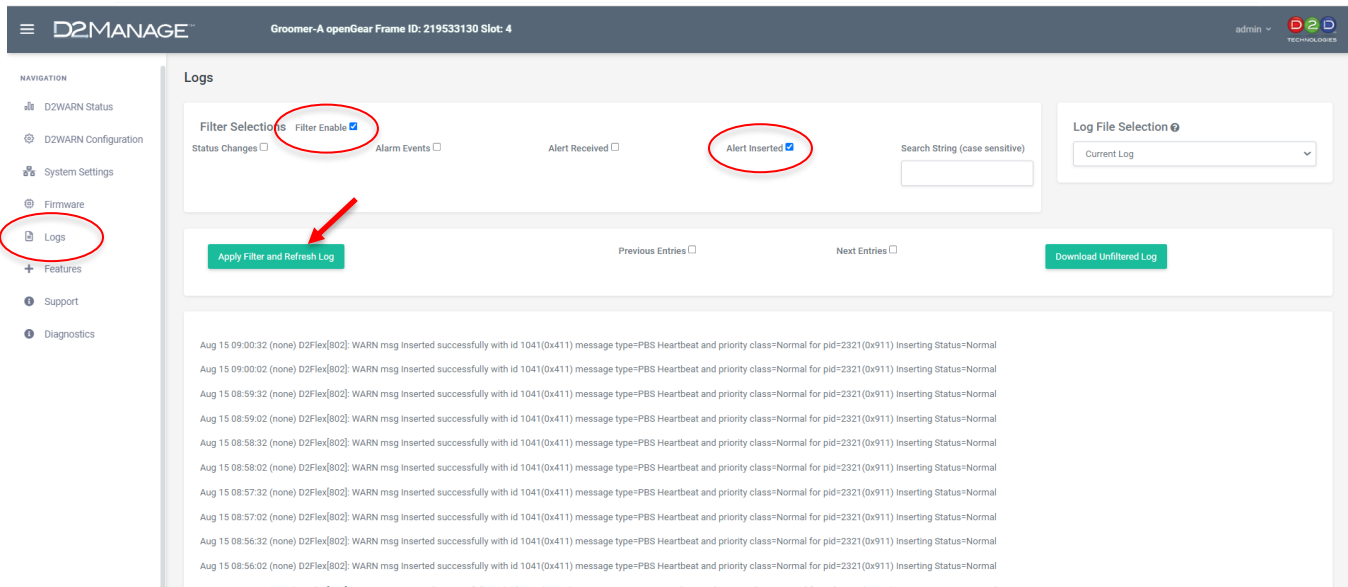 D2MANAGE™
Groomer-A openGear Frame ID: 219533130 Slot: 4
admin
D2D
TECHNOLOGIES
NAVIGATION
D2WARN Status
D2WARN Configuration
System Settings
Firmware
Logs
Features
Support
Diagnostics
Logs
Filter Selections Filter Enable
Status Changes Alarm Events Alert Received Alert Inserted Search String (case sensitive)
Log File Selection
Current Log
Apply Filter and Refresh Log Previous Entries Next Entries Download Unfiltered Log
Aug 15 09:00:32 (none) D2Flex[802]: WARN msg Inserted successfully with id 1041(0x411) message type=PBS Heartbeat and priority class=Normal for pid=2321(0x911) Inserting Status=Normal
Aug 15 09:00:02 (none) D2Flex[802]: WARN msg Inserted successfully with id 1041(0x411) message type=PBS Heartbeat and priority class=Normal for pid=2321(0x911) Inserting Status=Normal
Aug 15 08:59:32 (none) D2Flex[802]: WARN msg Inserted successfully with id 1041(0x411) message type=PBS Heartbeat and priority class=Normal for pid=2321(0x911) Inserting Status=Normal
Aug 15 08:59:02 (none) D2Flex[802]: WARN msg Inserted successfully with id 1041(0x411) message type=PBS Heartbeat and priority class=Normal for pid=2321(0x911) Inserting Status=Normal
Aug 15 08:58:32 (none) D2Flex[802]: WARN msg Inserted successfully with id 1041(0x411) message type=PBS Heartbeat and priority class=Normal for pid=2321(0x911) Inserting Status=Normal
Aug 15 08:58:02 (none) D2Flex[802]: WARN msg Inserted successfully with id 1041(0x411) message type=PBS Heartbeat and priority class=Normal for pid=2321(0x911) Inserting Status=Normal
Aug 15 08:57:32 (none) D2Flex[802]: WARN msg Inserted successfully with id 1041(0x411) message type=PBS Heartbeat and priority class=Normal for pid=2321(0x911) Inserting Status=Normal
Aug 15 08:57:02 (none) D2Flex[802]: WARN msg Inserted successfully with id 1041(0x411) message type=PBS Heartbeat and priority class=Normal for pid=2321(0x911) Inserting Status=Normal
Aug 15 08:56:32 (none) D2Flex[802]: WARN msg Inserted successfully with id 1041(0x411) message type=PBS Heartbeat and priority class=Normal for pid=2321(0x911) Inserting Status=Normal
Aug 15 08:56:02 (none) D2Flex[802]: WARN msg Inserted successfully with id 1041(0x411) message type=PBS Heartbeat and priority class=Normal for pid=2321(0x911) Inserting Status=Normal